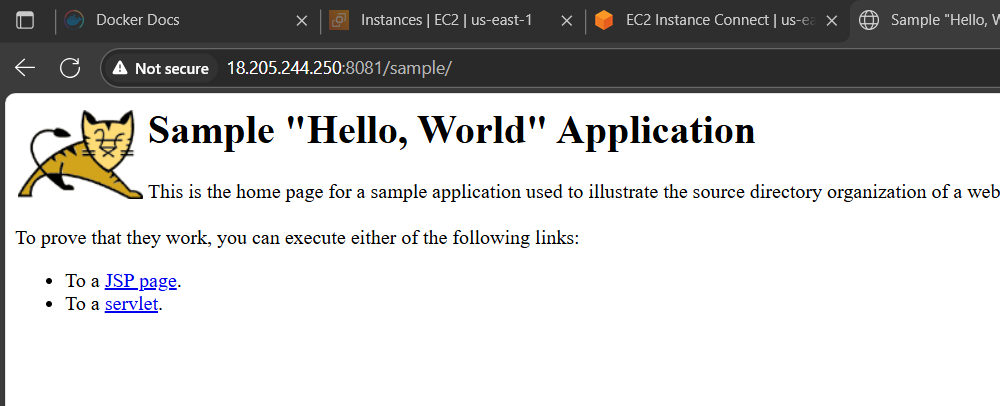 Docker Docs
Instances | EC2 | us-east-1
EC2 Instance Connect | us-ea
Sample "Hello, W
Not secure
18.205.244.250:8081/sample/
Sample "Hello, World" Application
This is the home page for a sample application used to illustrate the source directory organization of a web
To prove that they work, you can execute either of the following links:
• To a JSP page.
• To a servlet.